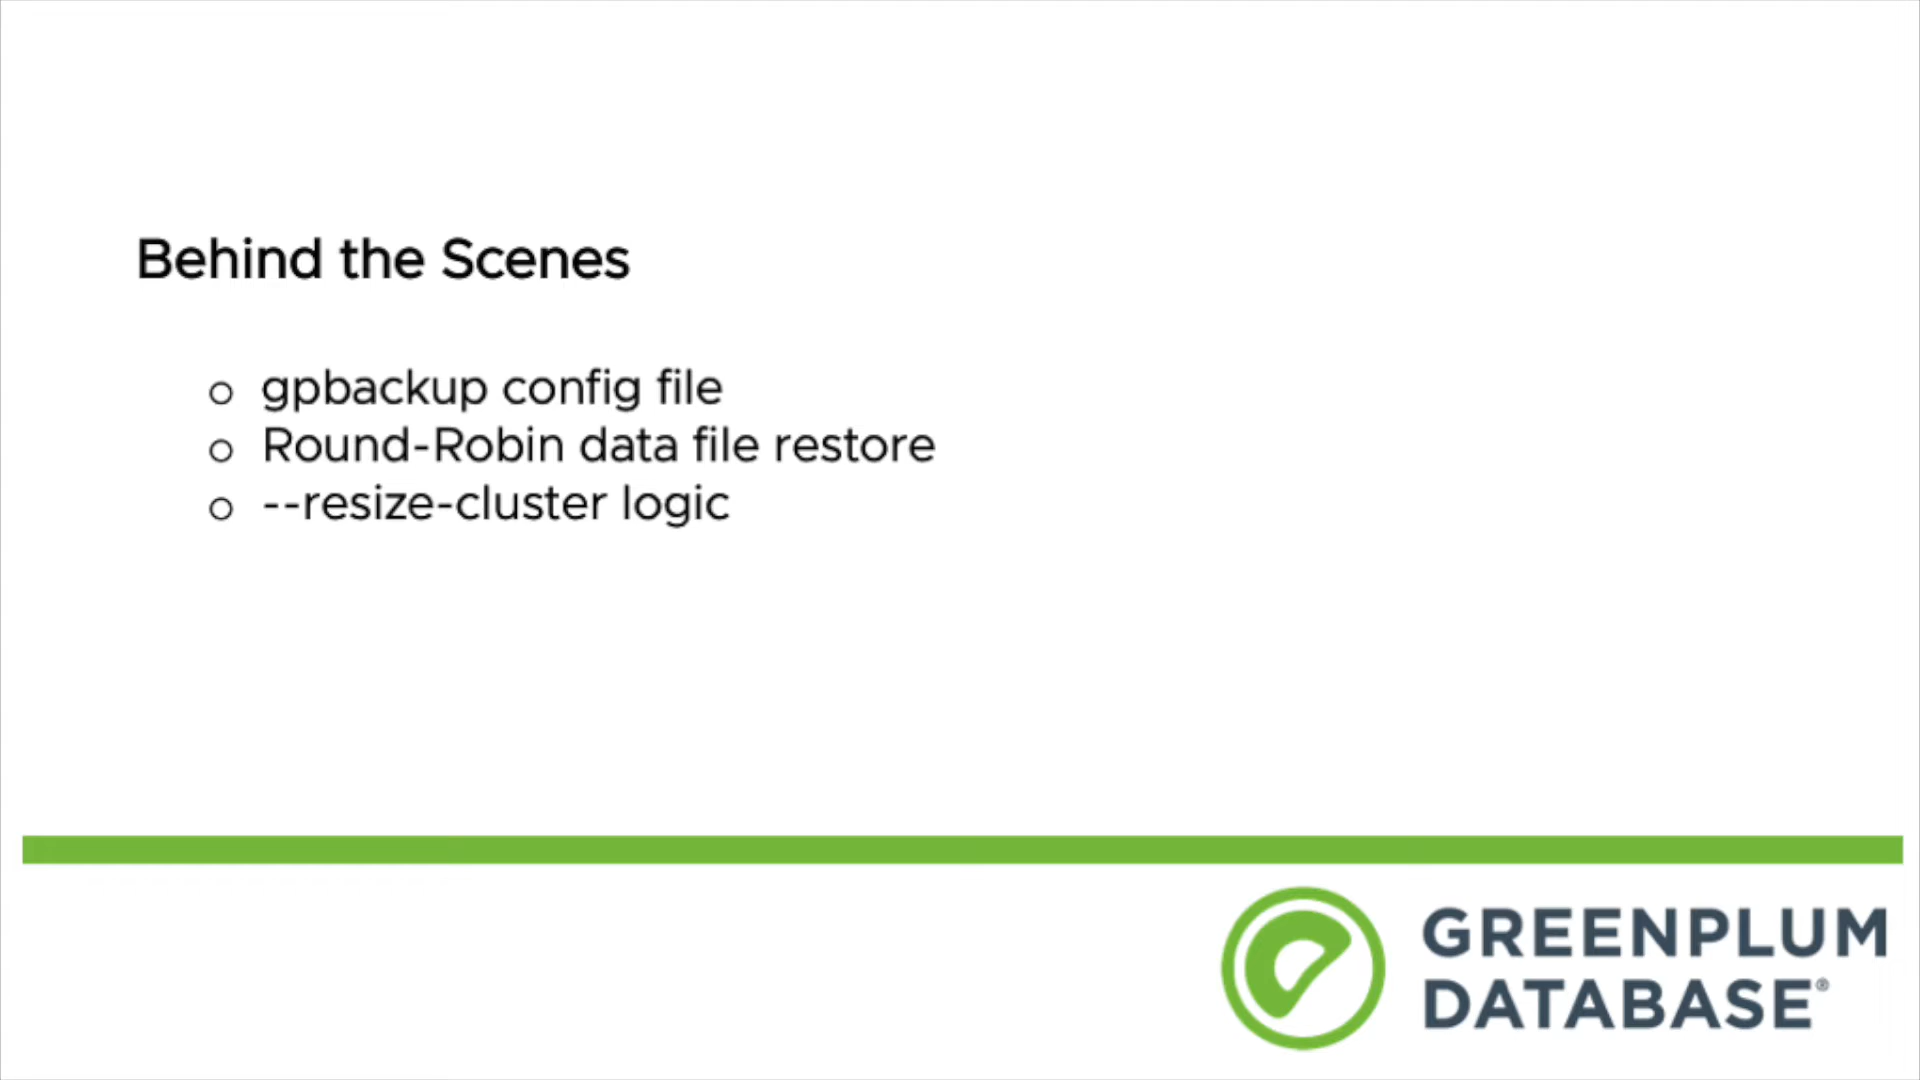 Behind the Scenes
o gpbackup config file
o Round-Robin data file restore
o --resize-cluster logic
GREENPLUM
DATABASE®